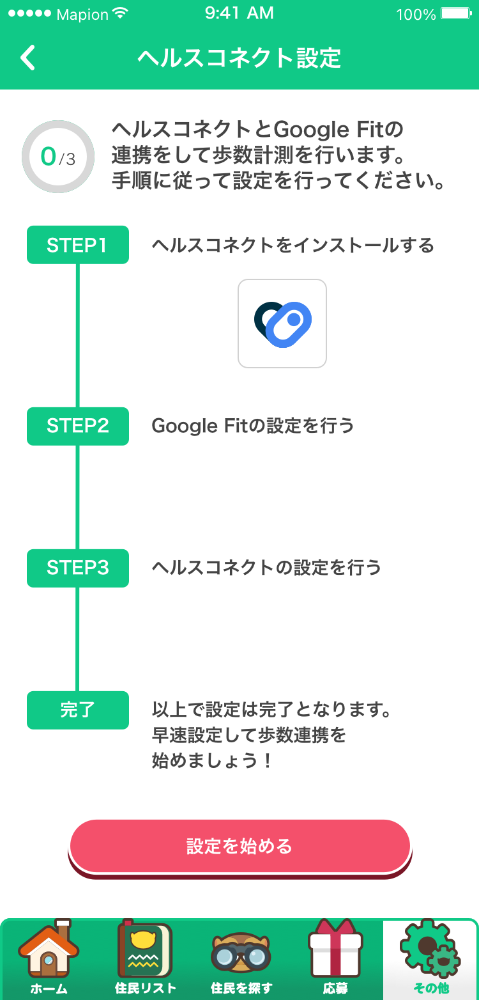 Mapion 9:41 AM 100%
ヘルスコネクト設定
0/3
ヘルスコネクトとGoogle Fitの
連携をして歩数計測を行います。
手順に従って設定を行ってください。
STEP1 ヘルスコネクトをインストールする
STEP2 Google Fitの設定を行う
STEP3 ヘルスコネクトの設定を行う
完了 以上で設定は完了となります。
早速設定して歩数連携を
始めましょう！
設定を始める
ホーム 住民リスト 住民を探す 応募 その他